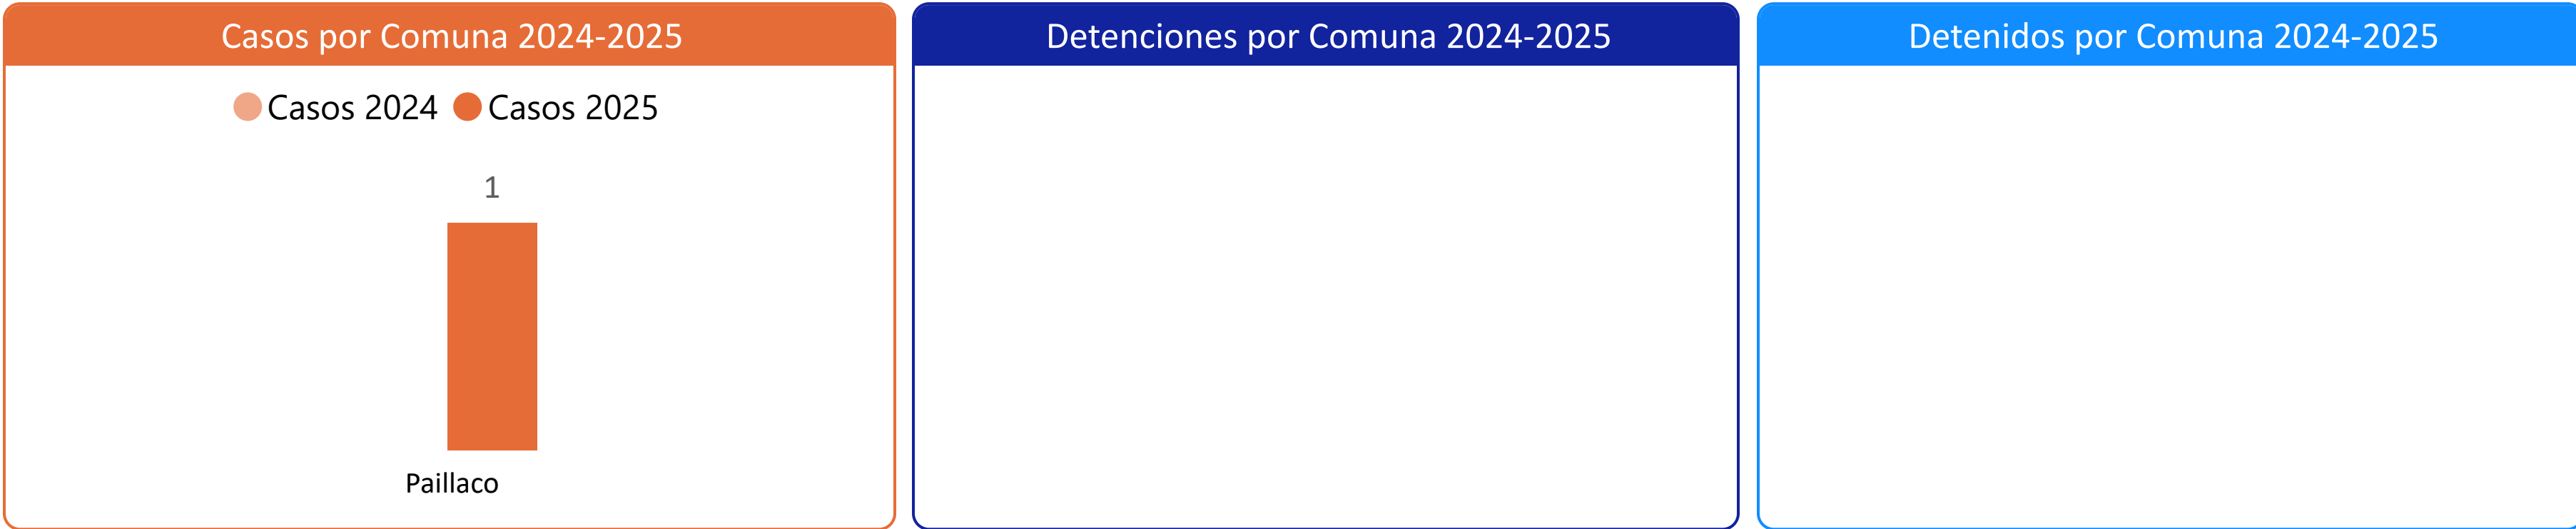 Casos por Comuna 2024-2025
Casos 2024 Casos 2025
1
Paillaco
Detenciones por Comuna 2024-2025
Detenidos por Comuna 2024-2025